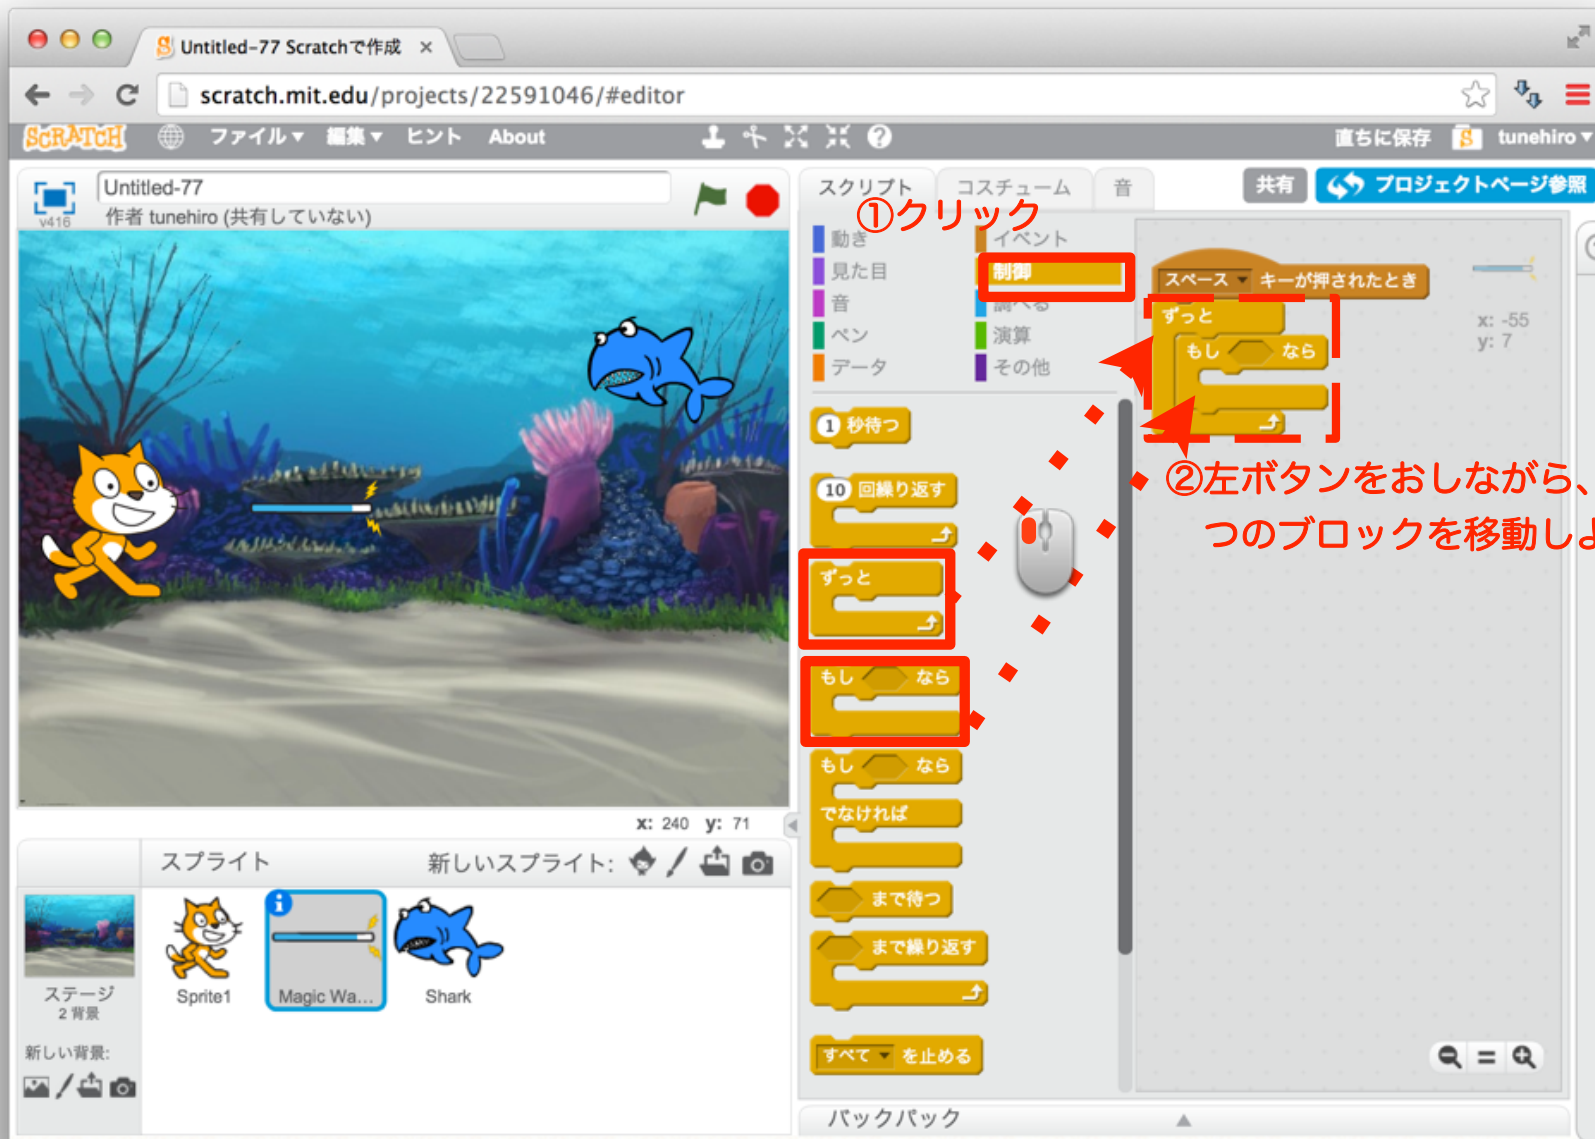 Untitled-77 Scratchで作成
scratch.mit.edu/projects/22591046/#editor
SCRATCH ファイル 編集 ヒント About 直ちに保存 tunehiro
Untitled-77
作者 tunehiro (共有していない)
v416
スクリプト コスチューム 音 共有 プロジェクトページ参照
①クリック
動き イベント
見た目 制御
音 調べる
ペン 演算
データ その他
スペース キーが押されたとき
ずっと
もし なら
x: -55
y: 7
②左ボタンをおしながら、
つのブロックを移動しよ
1 秒待つ
10 回繰り返す
ずっと
もし なら
もし なら
でなければ
まで待つ
まで繰り返す
すべて を止める
x: 240 y: 71
スプライト 新しいスプライト:
ステージ
2 背景
新しい背景:
Sprite1 Magic Wa... Shark
バックパック